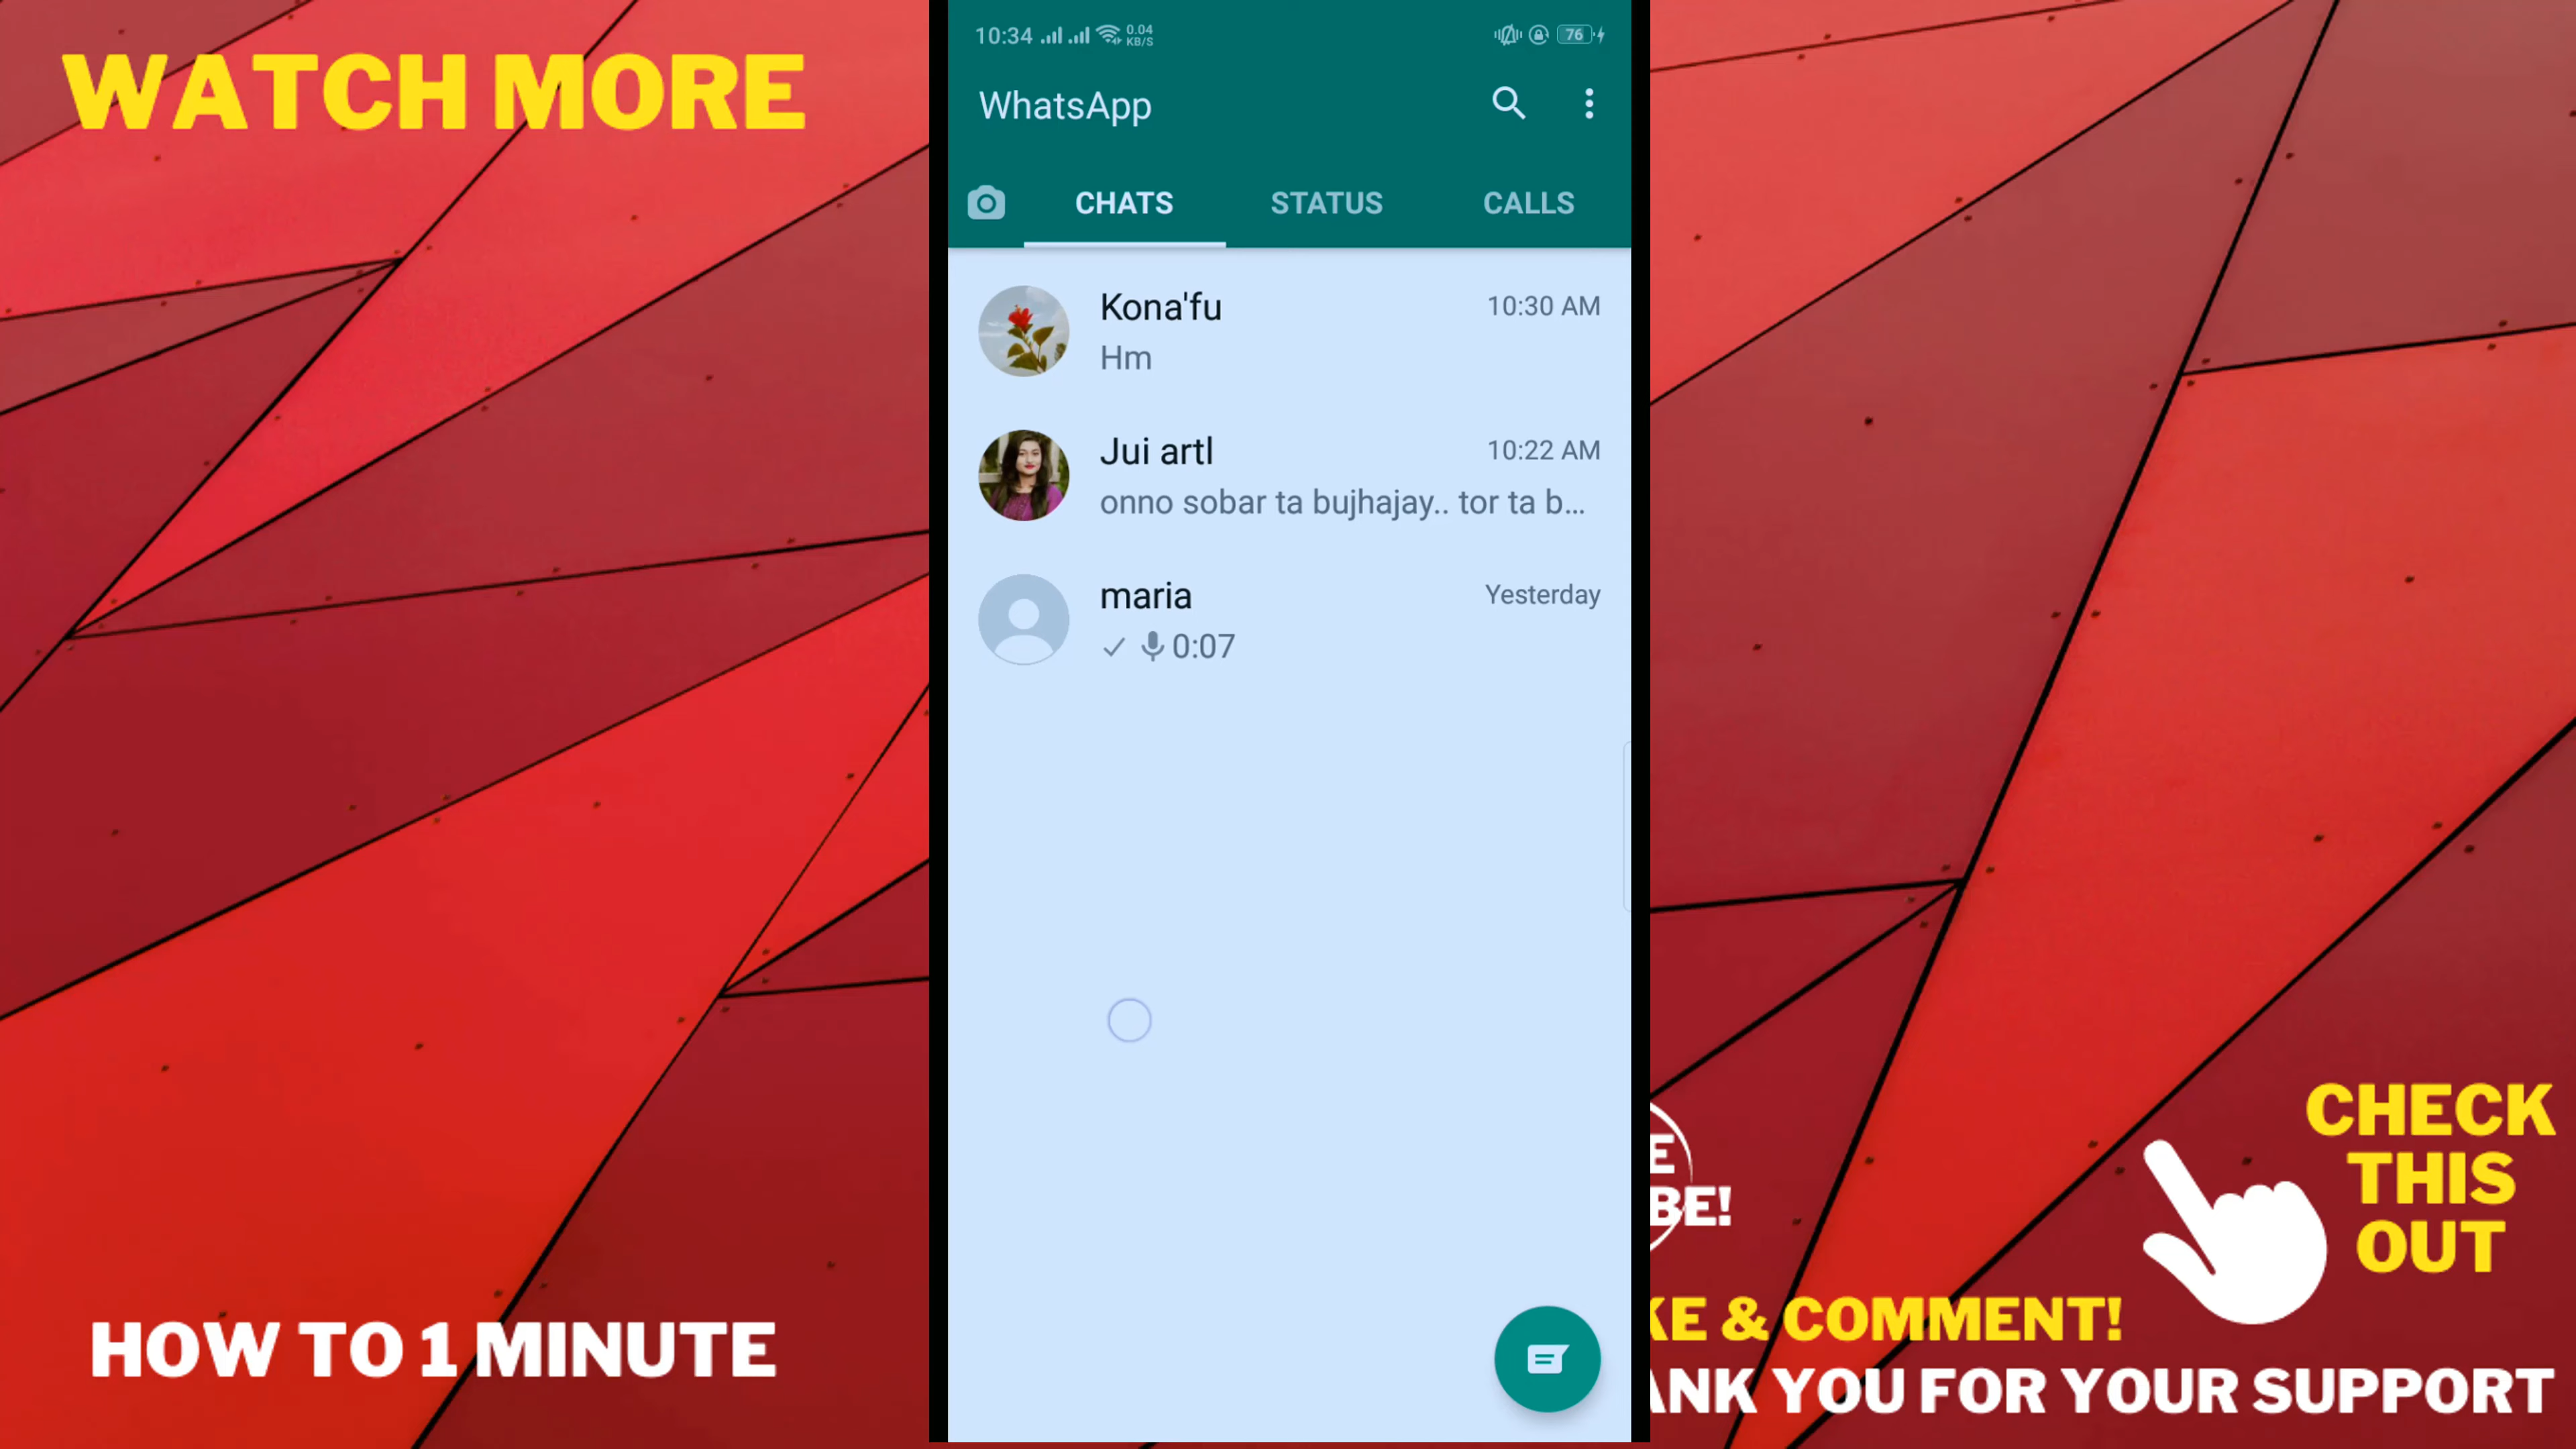 WATCH MORE
10:34
0.04
KB/S
76
WhatsApp
CHATS
STATUS
CALLS
Kona'fu
10:30 AM
Hm
Jui artl
10:22 AM
onno sobar ta bujhajay.. tor ta b...
maria
Yesterday
0:07
E
BE!
CHECK
THIS
OUT
KE & COMMENT!
ANK YOU FOR YOUR SUPPORT
HOW TO 1 MINUTE